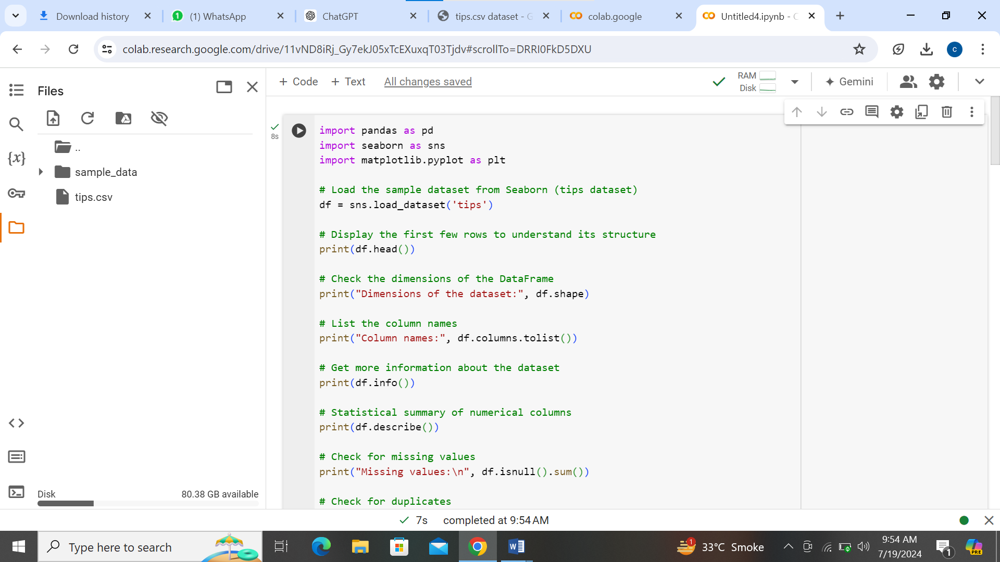 Download history
1 (1) WhatsApp
ChatGPT
tips.csv dataset - G
colab.google
Untitled4.ipynb - C
colab.research.google.com/drive/11vND8iRj_Gy7ekJ05xTcEXuxqT03Tjdv#scrollTo=DRRI0FkD5DXU
c
Files
+ Code + Text All changes saved
RAM
Disk
Gemini
..
sample_data
tips.csv
{x}
8s
import pandas as pd
import seaborn as sns
import matplotlib.pyplot as plt
# Load the sample dataset from Seaborn (tips dataset)
df = sns.load_dataset('tips')
# Display the first few rows to understand its structure
print(df.head())
# Check the dimensions of the DataFrame
print("Dimensions of the dataset:", df.shape)
# List the column names
print("Column names:", df.columns.tolist())
# Get more information about the dataset
print(df.info())
# Statistical summary of numerical columns
print(df.describe())
# Check for missing values
print("Missing values:\n", df.isnull().sum())
# Check for duplicates
Disk 80.38 GB available
7s completed at 9:54 AM
Type here to search
W
1
33°C Smoke
9:54 AM
7/19/2024
1
PRE